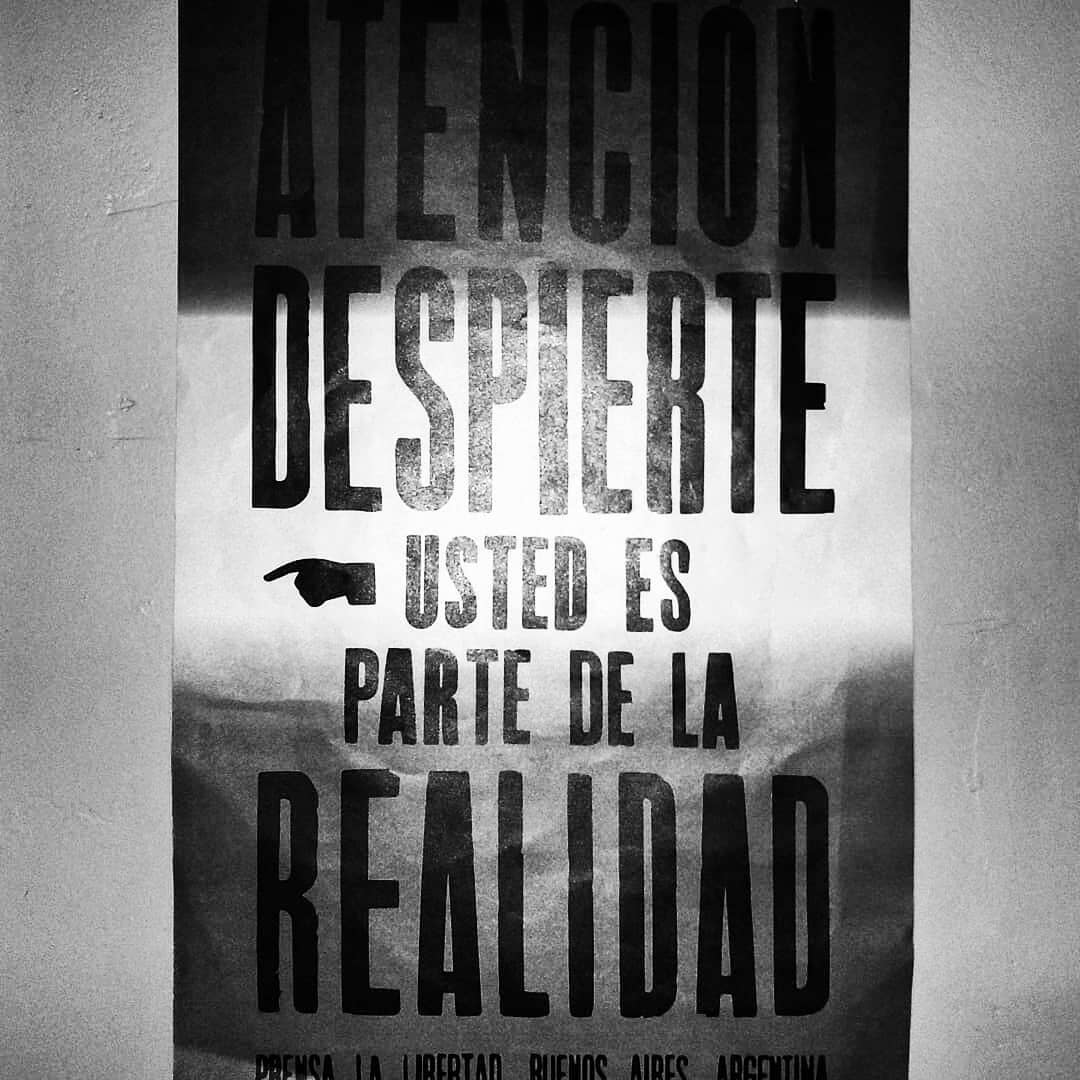 ATENCIÓN
DESPIERTE
USTED ES
PARTE DE LA
REALIDAD
PRENSA LA LIBERTAD, BUENOS AIRES, ARGENTINA